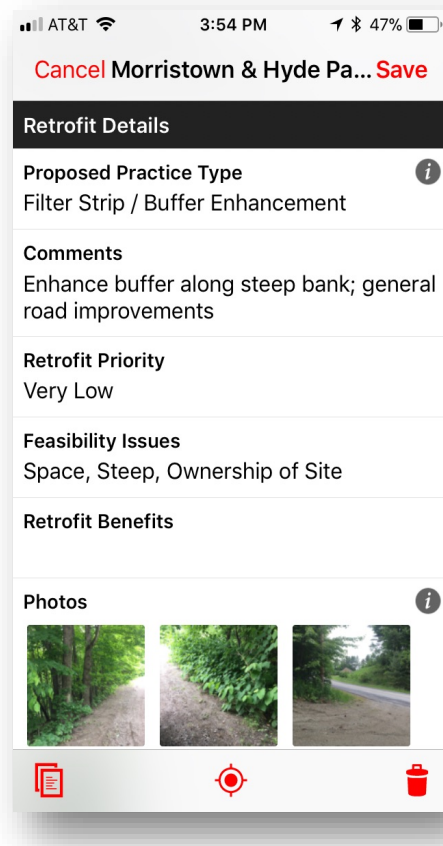 AT&T 3:54 PM 47%
Cancel Morristown & Hyde Pa... Save
Retrofit Details
Proposed Practice Type
Filter Strip / Buffer Enhancement
Comments
Enhance buffer along steep bank; general
road improvements
Retrofit Priority
Very Low
Feasibility Issues
Space, Steep, Ownership of Site
Retrofit Benefits
Photos